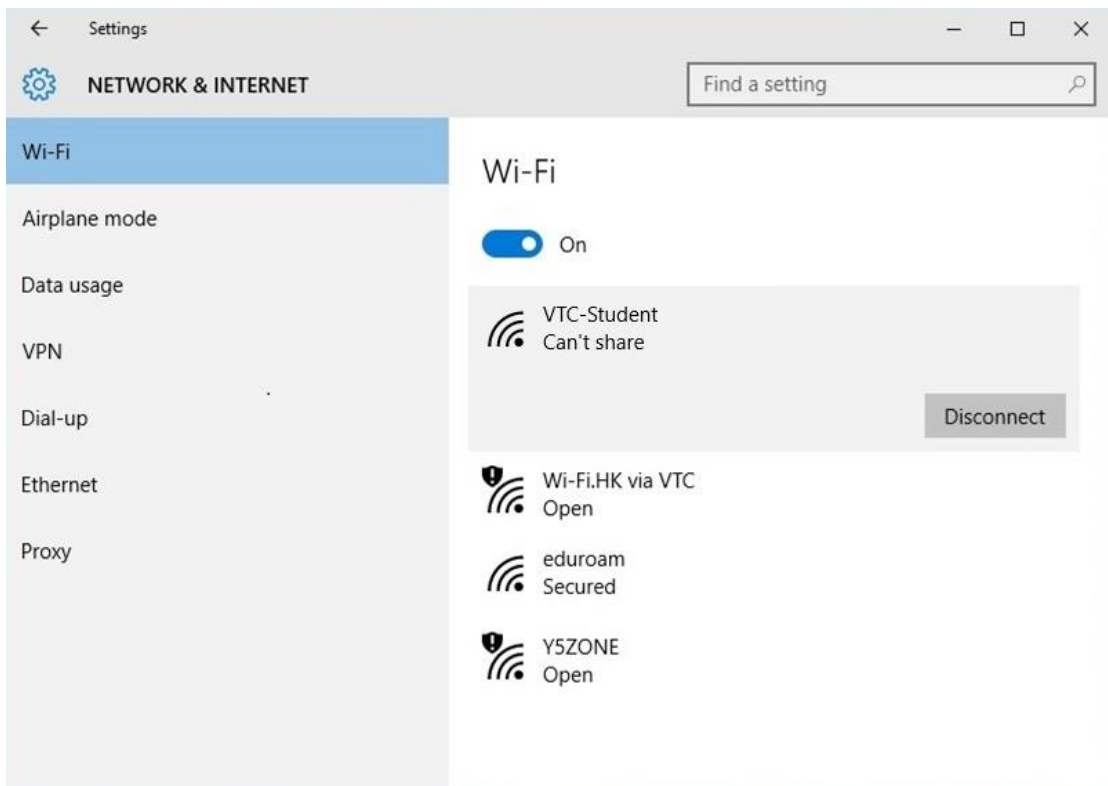 Settings
NETWORK & INTERNET
Find a setting
Wi-Fi
Airplane mode
Data usage
VPN
Dial-up
Ethernet
Proxy
Wi-Fi
On
VTC-Student
Can't share
Disconnect
Wi-Fi.HK via VTC
Open
eduroam
Secured
Y5ZONE
Open